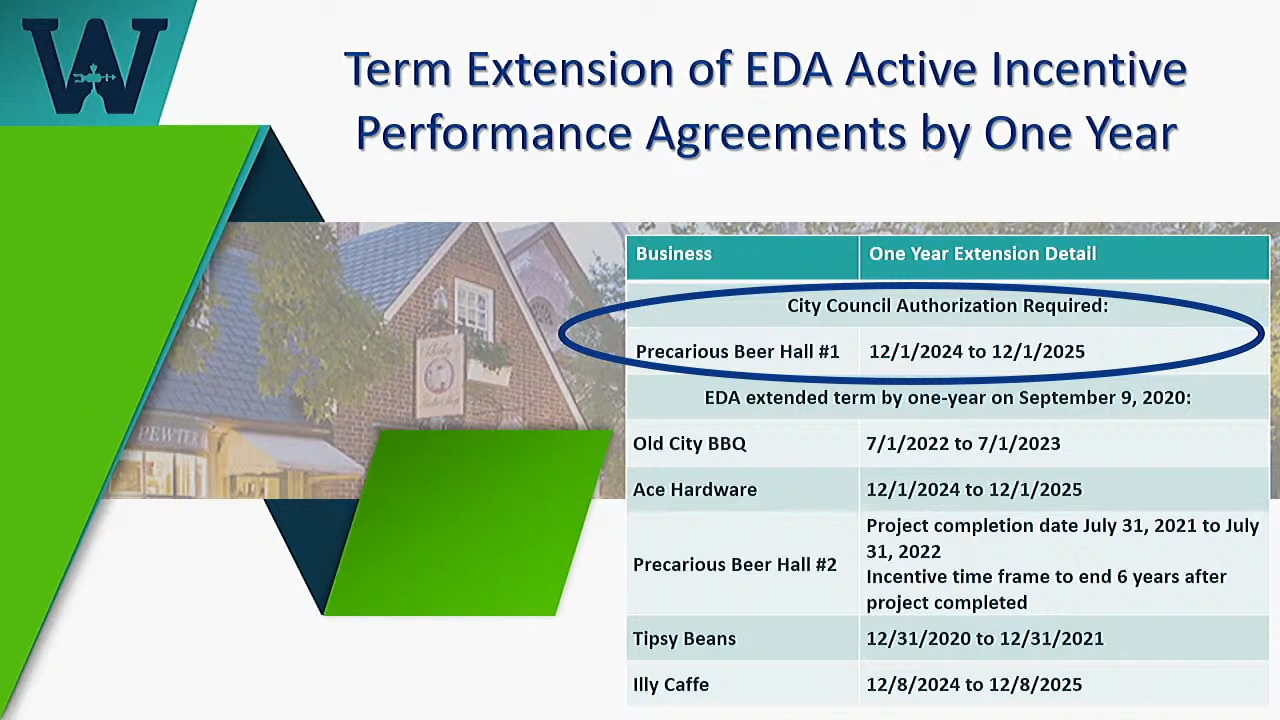 W
Term Extension of EDA Active Incentive
Performance Agreements by One Year
PEWTER
Business One Year Extension Detail
City Council Authorization Required:
Precarious Beer Hall #1 12/1/2024 to 12/1/2025
EDA extended term by one-year on September 9, 2020:
Old City BBQ 7/1/2022 to 7/1/2023
Ace Hardware 12/1/2024 to 12/1/2025
Precarious Beer Hall #2 Project completion date July 31, 2021 to July
31, 2022
Incentive time frame to end 6 years after
project completed
Tipsy Beans 12/31/2020 to 12/31/2021
Illy Caffe 12/8/2024 to 12/8/2025